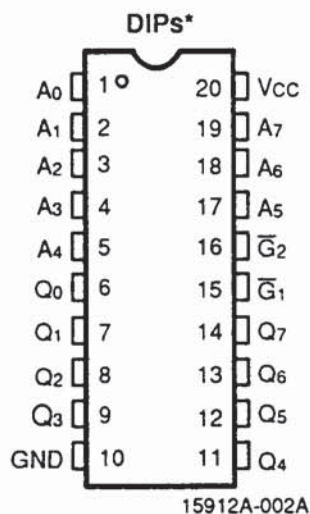 DIPs*
A0 1 20 VCC
A1 2 19 A7
A2 3 18 A6
A3 4 17 A5
A4 5 16 G̅2
Q0 6 15 G̅1
Q1 7 14 Q7
Q2 8 13 Q6
Q3 9 12 Q5
GND 10 11 Q4
15912A-002A